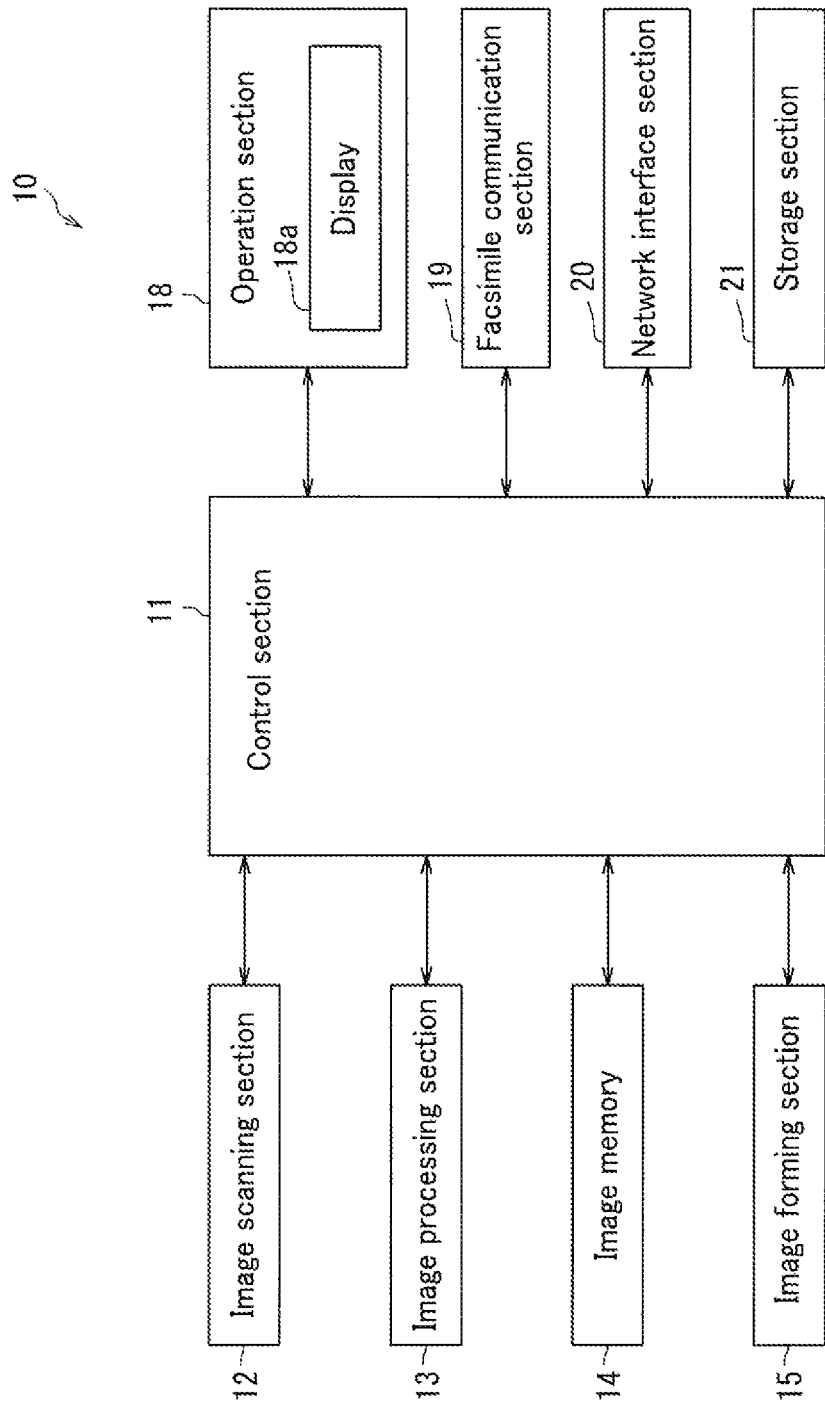 10
12
Image scanning section
13
Image processing section
14
Image memory
15
Image forming section
11
Control section
18
Operation section
18a
Display
19
Facsimile communication
section
20
Network interface section
21
Storage section